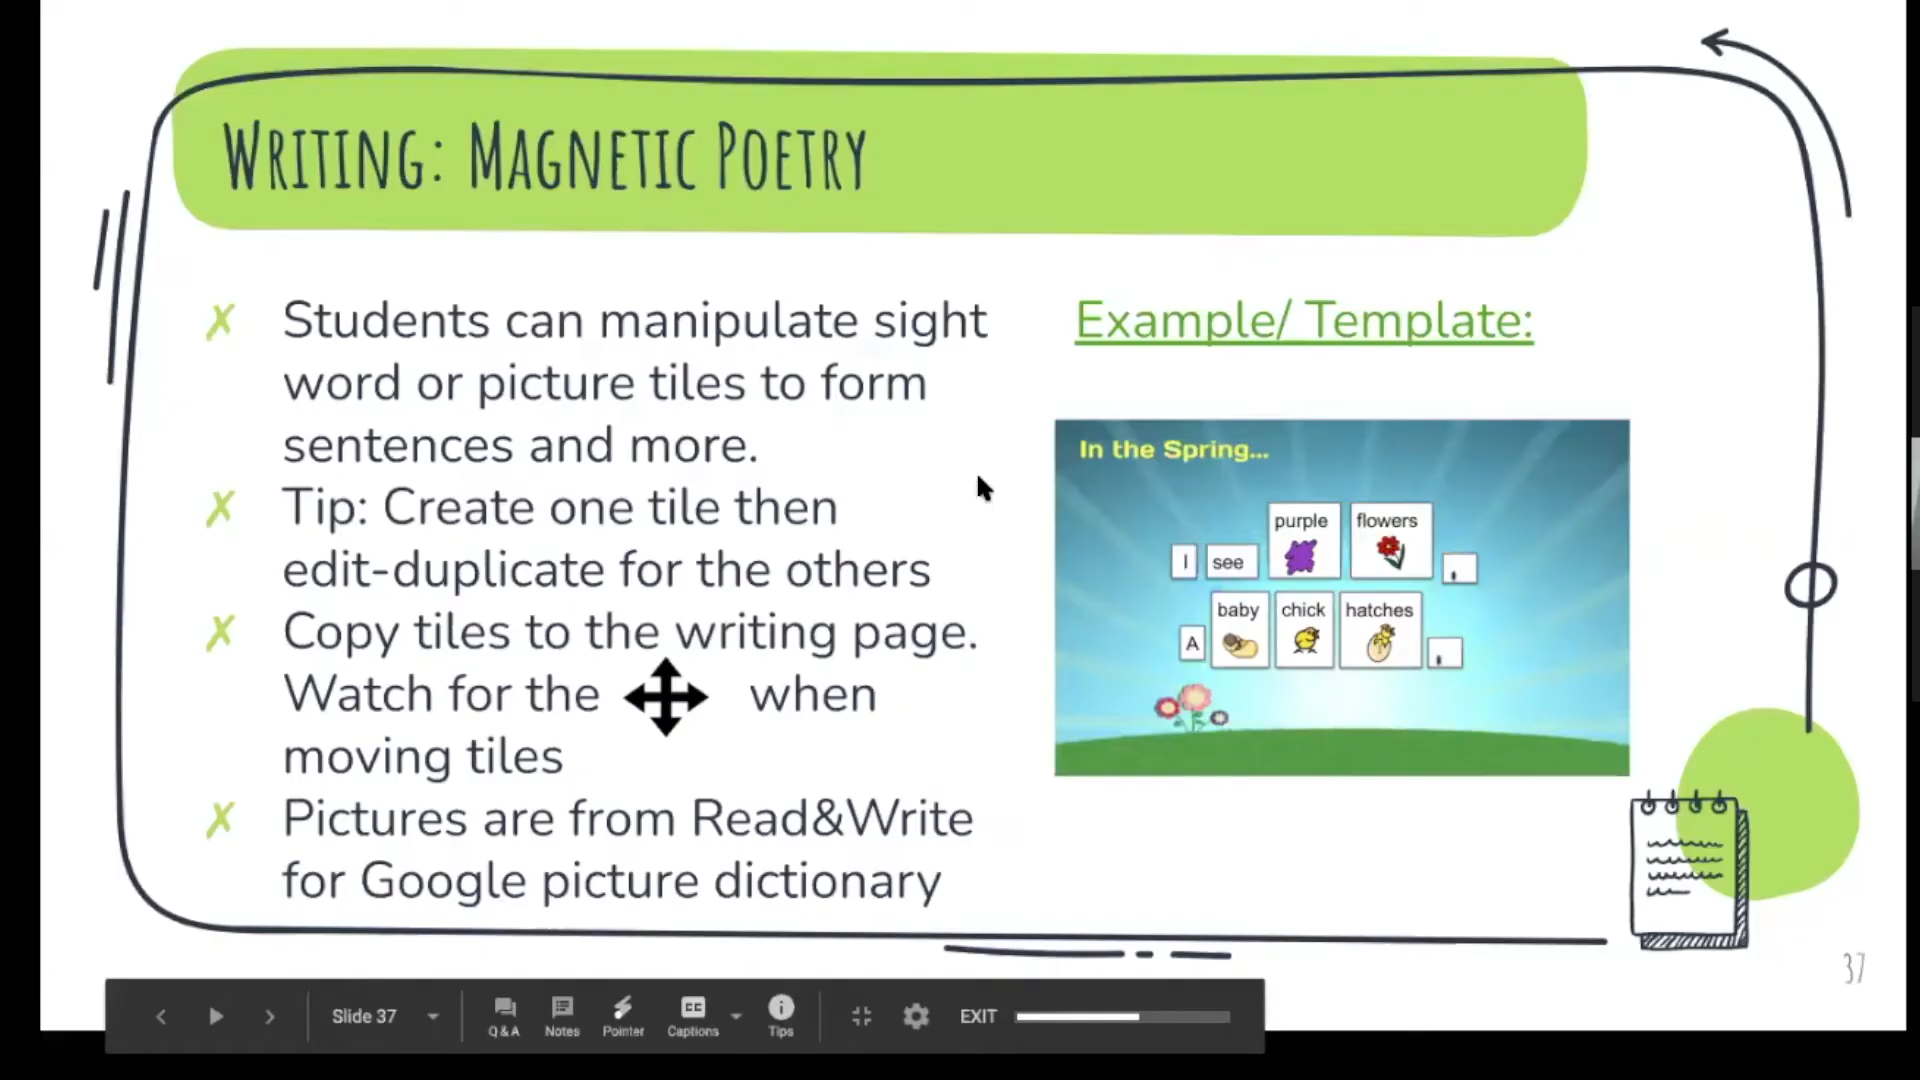 WRITING: MAGNETIC POETRY
Students can manipulate sight
word or picture tiles to form
sentences and more.
Tip: Create one tile then
edit-duplicate for the others
Copy tiles to the writing page.
Watch for the when
moving tiles
Pictures are from Read&Write
for Google picture dictionary
Example/ Template:
In the Spring...
purple flowers
I see .
baby chick hatches
A .
37
Slide 37
Q & A
Notes
Pointer
CC
Captions
Tips
EXIT